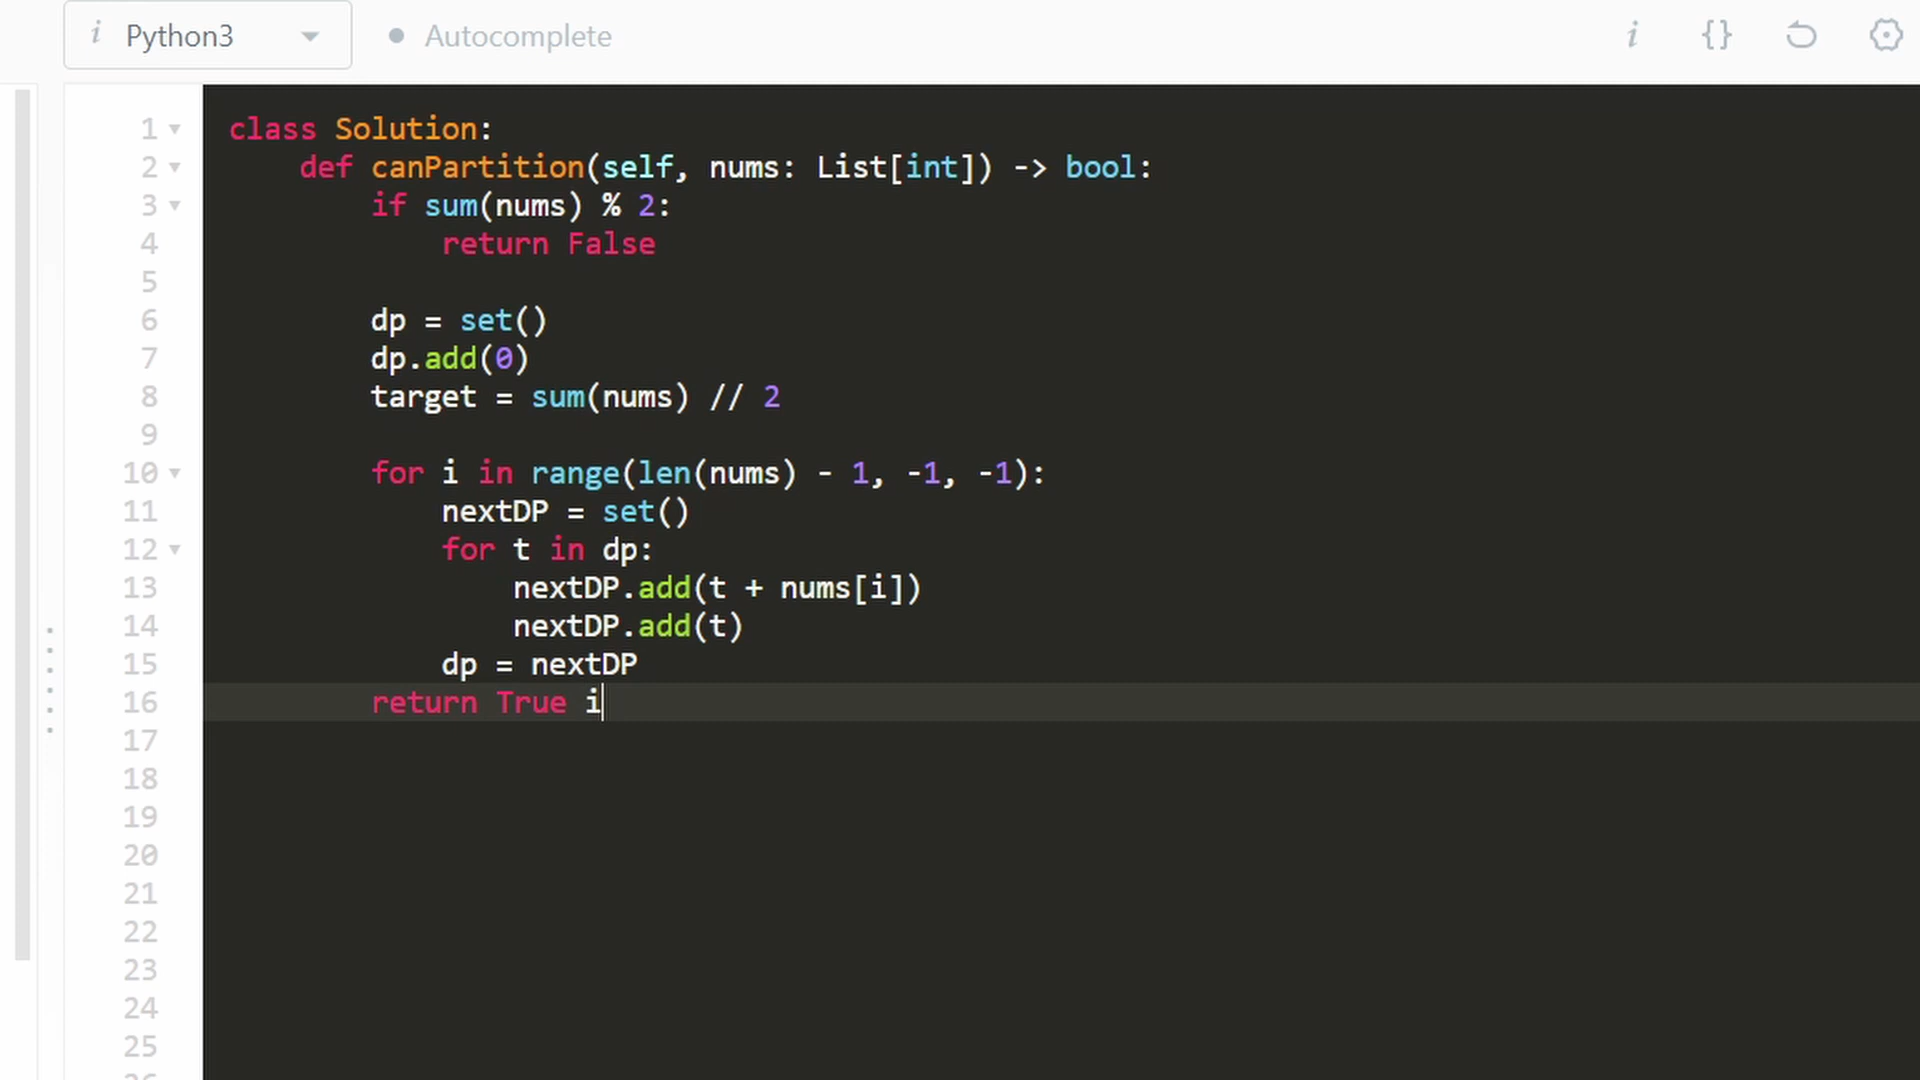 i Python3 Autocomplete i {}
1 class Solution:
2     def canPartition(self, nums: List[int]) -> bool:
3         if sum(nums) % 2:
4             return False
5
6         dp = set()
7         dp.add(0)
8         target = sum(nums) // 2
9
10         for i in range(len(nums) - 1, -1, -1):
11             nextDP = set()
12             for t in dp:
13                 nextDP.add(t + nums[i])
14                 nextDP.add(t)
15             dp = nextDP
16         return True i
17
18
19
20
21
22
23
24
25